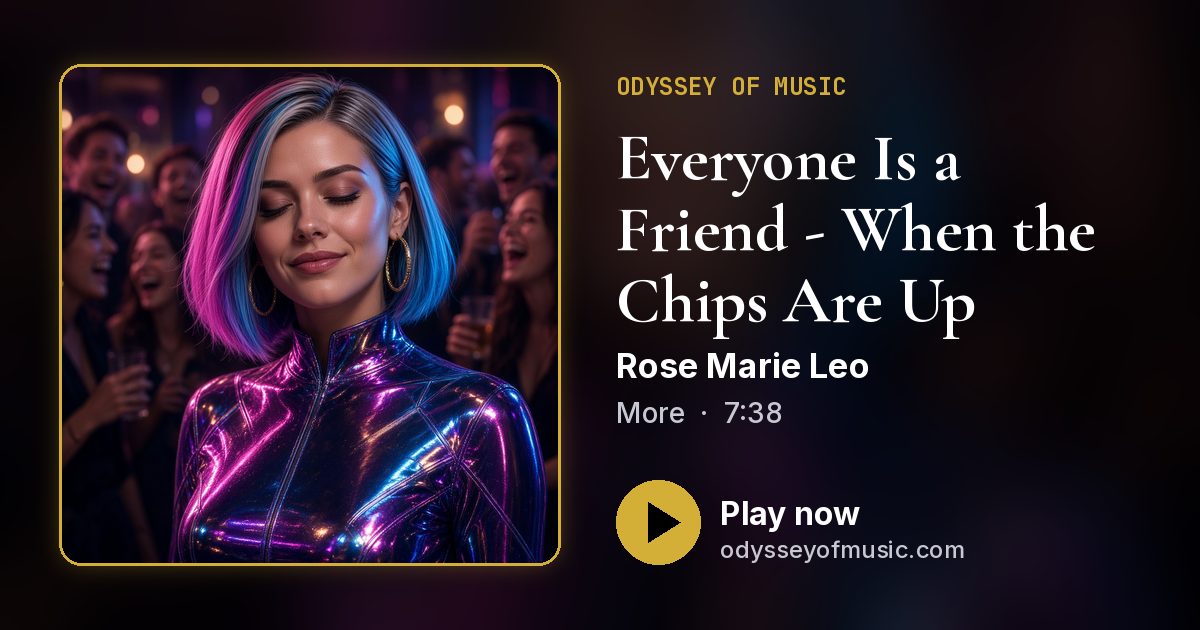 ODYSSEY OF MUSIC
Everyone Is a
Friend - When the
Chips Are Up
Rose Marie Leo
More · 7:38
Play now
odysseyofmusic.com